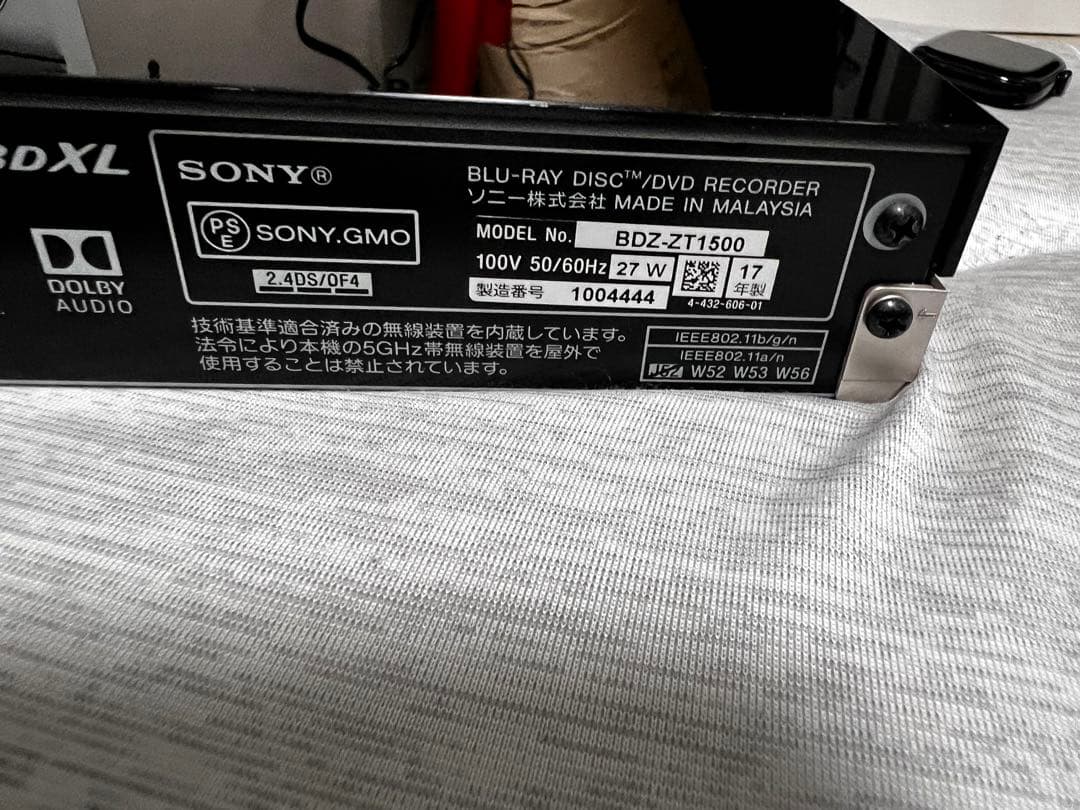 BDXL
DOLBY
AUDIO
SONY®
PS
E
SONY.GMO
2.4DS/OF4
BLU-RAY DISC™/DVD RECORDER
ソニー株式会社 MADE IN MALAYSIA
MODEL No. BDZ-ZT1500
100V 50/60Hz 27 W
製造番号 1004444
17
年製
4-432-606-01
技術基準適合済みの無線装置を内蔵しています。
法令により本機の5GHz帯無線装置を屋外で
使用することは禁止されています。
IEEE802.11b/g/n
IEEE802.11a/n
J52 W52 W53 W56